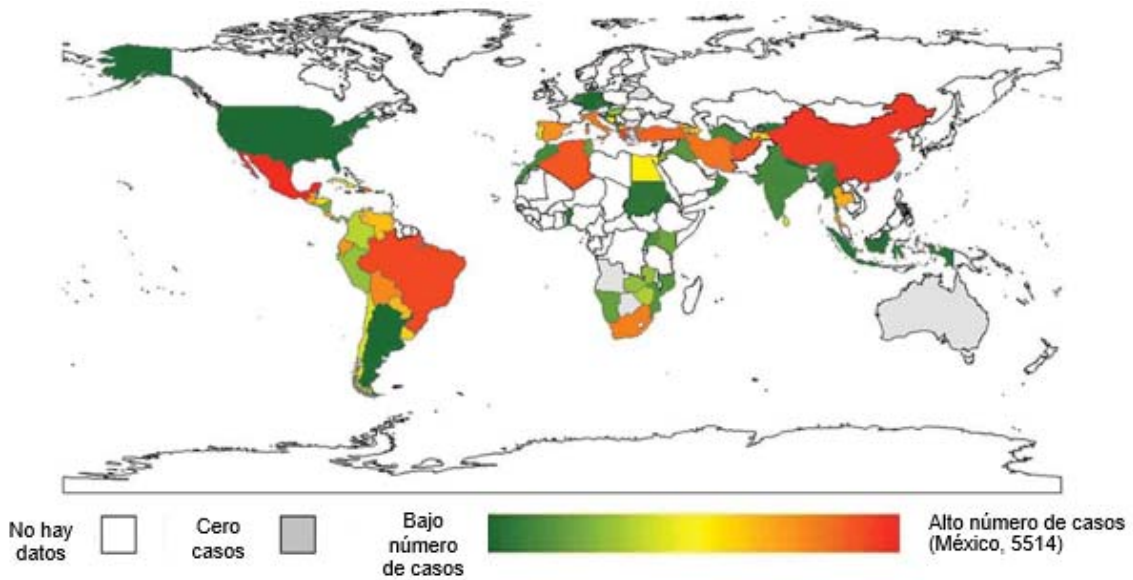 No hay
datos
Cero
casos
Bajo
número
de casos
Alto número de casos
(México, 5514)